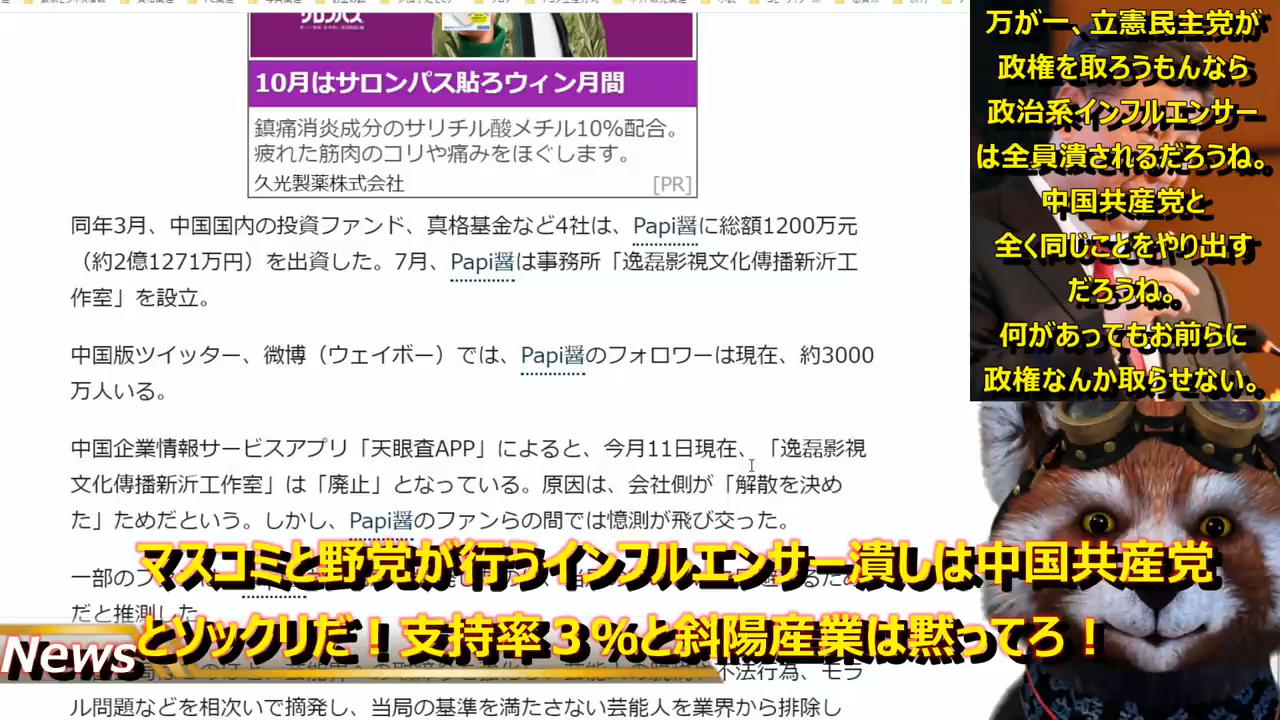 10月はサロンパス貼ろウィン月間
鎮痛消炎成分のサリチル酸メチル10%配合。
疲れた筋肉のコリや痛みをほぐします。
久光製薬株式会社 [PR]
同年3月、中国国内の投資ファンド、真格基金など4社は、Papi醤に総額1200万元
（約2億1271万円）を出資した。7月、Papi醤は事務所「逸磊影視文化傳播新沂工
作室」を設立。
中国版ツイッター、微博（ウェイボー）では、Papi醤のフォロワーは現在、約3000
万人いる。
中国企業情報サービスアプリ「天眼査APP」によると、今月11日現在、「逸磊影視
文化傳播新沂工作室」は「廃止」となっている。原因は、会社側が「解散を決め
た」ためだという。しかし、Papi醤のファンらの間では憶測が飛び交った。
だと推測した。
不法行為、モラ
ル問題などを相次いで摘発し、当局の基準を満たさない芸能人を業界から排除し
万が一、立憲民主党が
政権を取ろうもんなら
政治系インフルエンサー
は全員潰されるだろうね。
中国共産党と
全く同じことをやり出す
だろうね。
何があってもお前らに
政権なんか取らせない。
マスコミと野党が行うインフルエンサー潰しは中国共産党
とソックリだ！支持率３％と斜陽産業は黙ってろ！
News